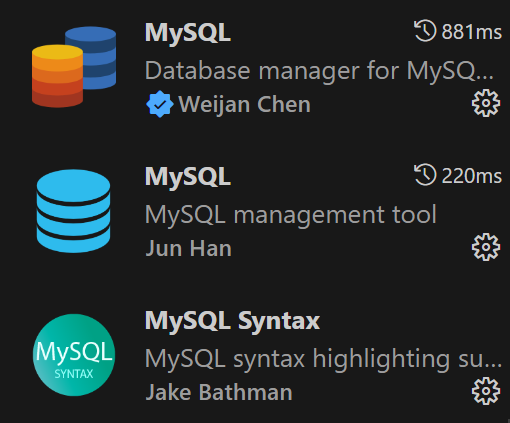 MySQL 881ms
Database manager for MySQ...
Weijan Chen
MySQL 220ms
MySQL management tool
Jun Han
MySQL Syntax
MySQL syntax highlighting su...
Jake Bathman
MySQL
SYNTAX